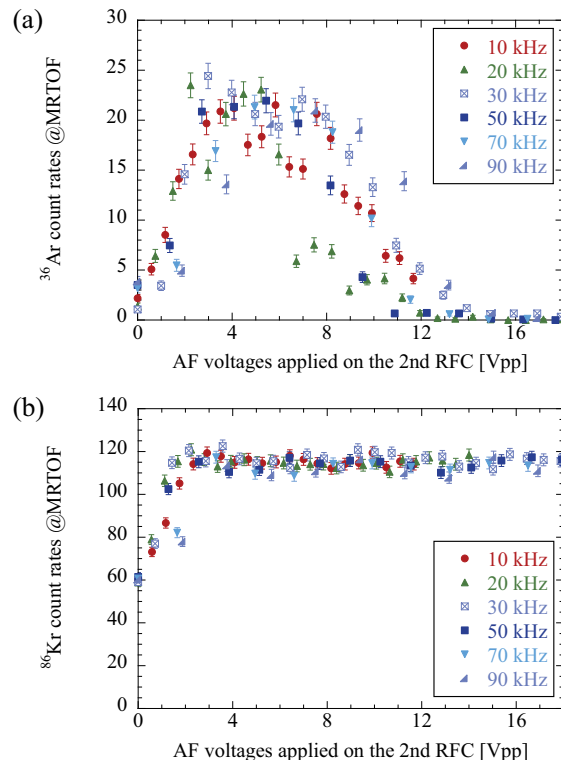 (a)
30
25
20
15
10
5
0
³⁶Ar count rates @MRTOF
10 kHz
20 kHz
30 kHz
50 kHz
70 kHz
90 kHz
0 4 8 12 16
AF voltages applied on the 2nd RFC [Vpp]
(b)
140
120
100
80
60
40
20
0
⁸⁶Kr count rates @MRTOF
10 kHz
20 kHz
30 kHz
50 kHz
70 kHz
90 kHz
0 4 8 12 16
AF voltages applied on the 2nd RFC [Vpp]